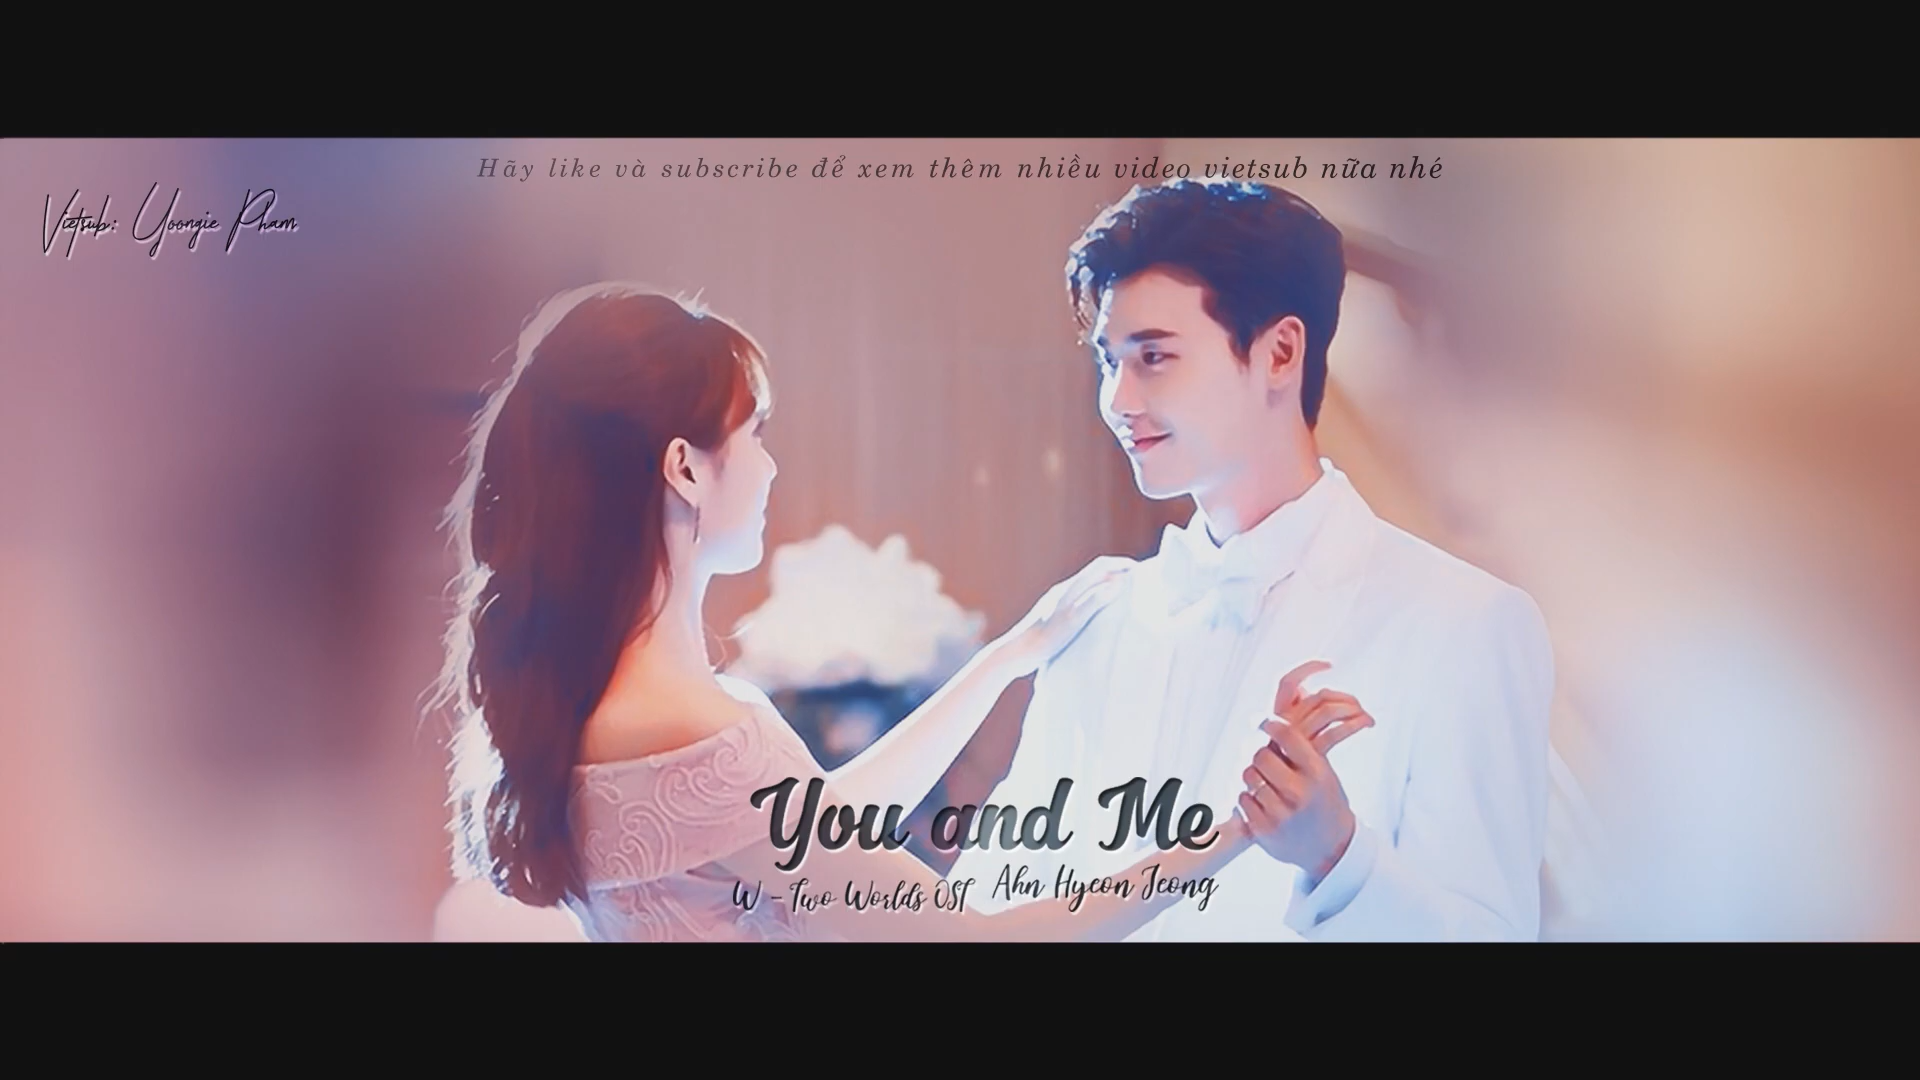 Hãy like và subscribe để xem thêm nhiều video vietsub nữa nhé
Vietsub: Yoongie Pham
You and Me
W - Two Worlds OST Ahn Hyeon Jeong